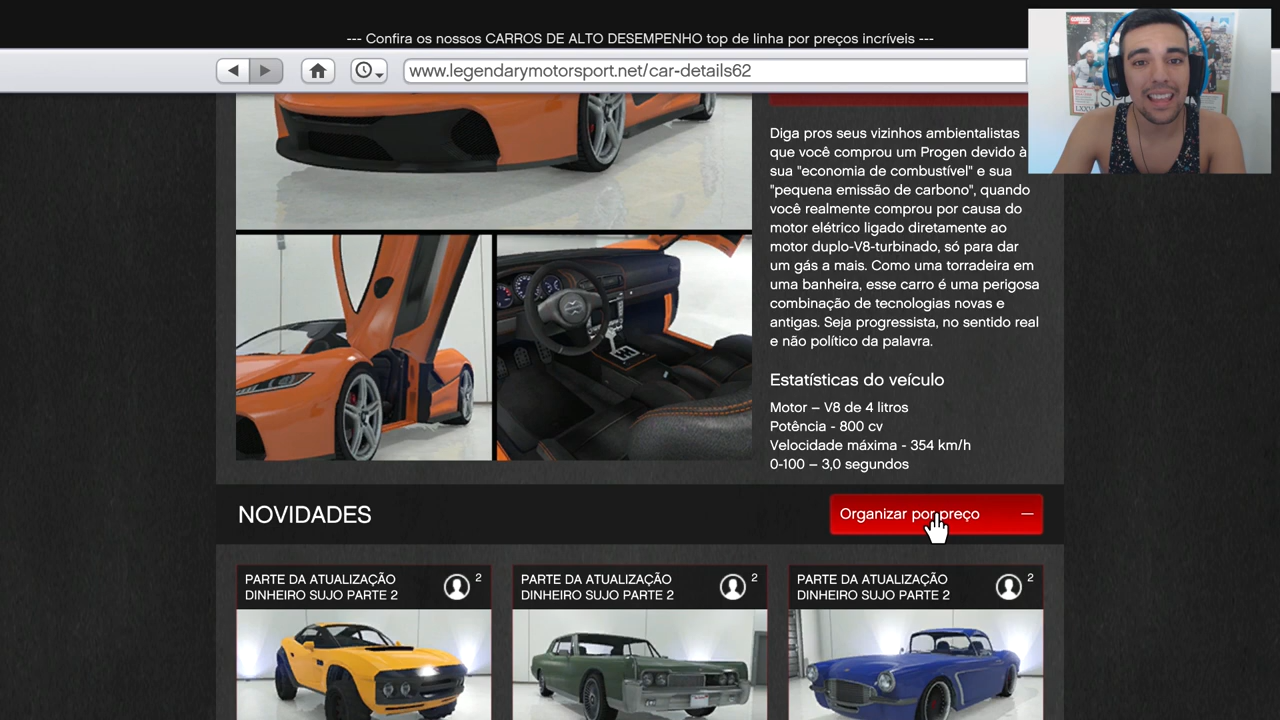 --- Confira os nossos CARROS DE ALTO DESEMPENHO top de linha por preços incríveis ---
www.legendarymotorsport.net/car-details62
Diga pros seus vizinhos ambientalistas
que você comprou um Progen devido à
sua "economia de combustível" e sua
"pequena emissão de carbono", quando
você realmente comprou por causa do
motor elétrico ligado diretamente ao
motor duplo-V8-turbinado, só para dar
um gás a mais. Como uma torradeira em
uma banheira, esse carro é uma perigosa
combinação de tecnologias novas e
antigas. Seja progressista, no sentido real
e não político da palavra.
Estatísticas do veículo
Motor – V8 de 4 litros
Potência - 800 cv
Velocidade máxima - 354 km/h
0-100 – 3,0 segundos
NOVIDADES
Organizar por preço
PARTE DA ATUALIZAÇÃO
DINHEIRO SUJO PARTE 2
2
PARTE DA ATUALIZAÇÃO
DINHEIRO SUJO PARTE 2
2
PARTE DA ATUALIZAÇÃO
DINHEIRO SUJO PARTE 2
2